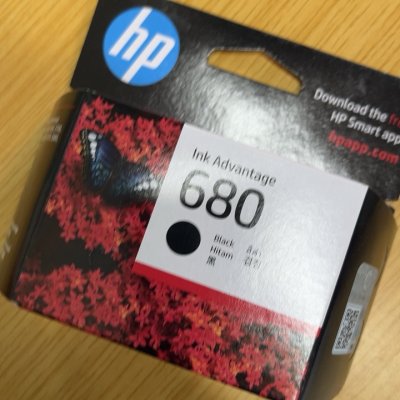 hp
Download the
HP Smart app
hpapp.com
Ink Advantage
680
Black
Hitam
黑